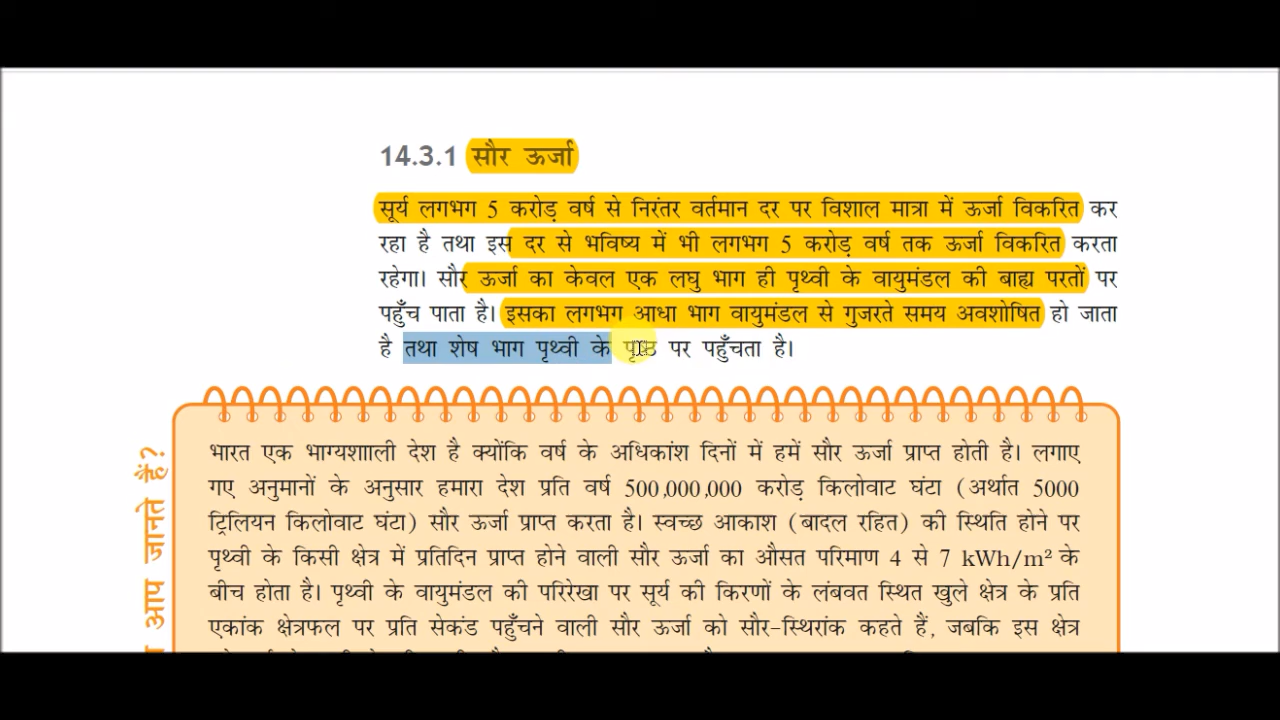 14.3.1 सौर ऊर्जा
सूर्य लगभग 5 करोड़ वर्ष से निरंतर वर्तमान दर पर विशाल मात्रा में ऊर्जा विकरित कर
रहा है तथा इस दर से भविष्य में भी लगभग 5 करोड़ वर्ष तक ऊर्जा विकरित करता
रहेगा। सौर ऊर्जा का केवल एक लघु भाग ही पृथ्वी के वायुमंडल की बाह्य परतों पर
पहुँच पाता है। इसका लगभग आधा भाग वायुमंडल से गुजरते समय अवशोषित हो जाता
है तथा शेष भाग पृथ्वी के पृष्ठ पर पहुँचता है।
भारत एक भाग्यशााली देश है क्योंकि वर्ष के अधिकांश दिनों में हमें सौर ऊर्जा प्राप्त होती है। लगाए
गए अनुमानों के अनुसार हमारा देश प्रति वर्ष 500,000,000 करोड़ किलोवाट घंटा (अर्थात 5000
ट्रिलियन किलोवाट घंटा) सौर ऊर्जा प्राप्त करता है। स्वच्छ आकाश (बादल रहित) की स्थिति होने पर
पृथ्वी के किसी क्षेत्र में प्रतिदिन प्राप्त होने वाली सौर ऊर्जा का औसत परिमाण 4 से 7 kWh/m² के
बीच होता है। पृथ्वी के वायुमंडल की परिरेखा पर सूर्य की किरणों के लंबवत स्थित खुले क्षेत्र के प्रति
एकांक क्षेत्रफल पर प्रति सेकंड पहुँचने वाली सौर ऊर्जा को सौर-स्थिरांक कहते हैं, जबकि इस क्षेत्र
आप जानते हैं?